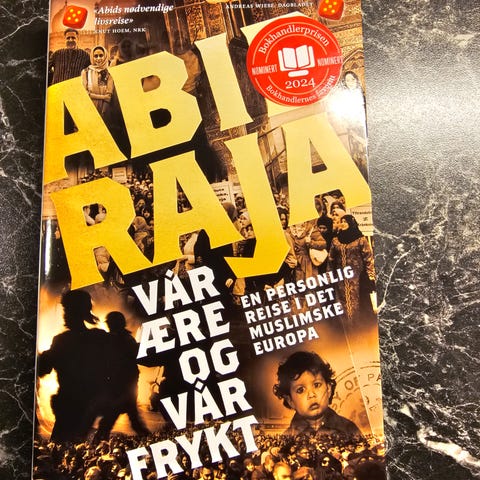 «Abids nødvendige
livsreise»
KNUT HOEM, NRK
ANDREAS WIESE, DAGBLADET
Bokhandlerprisen
NOMINERT
NOMINERT
2024
Bokhandlernes favoritt
ABID
RAJA
VÅR
ÆRE
OG
VÅR
FRYKT
EN PERSONLIG
REISE I DET
MUSLIMSKE
EUROPA